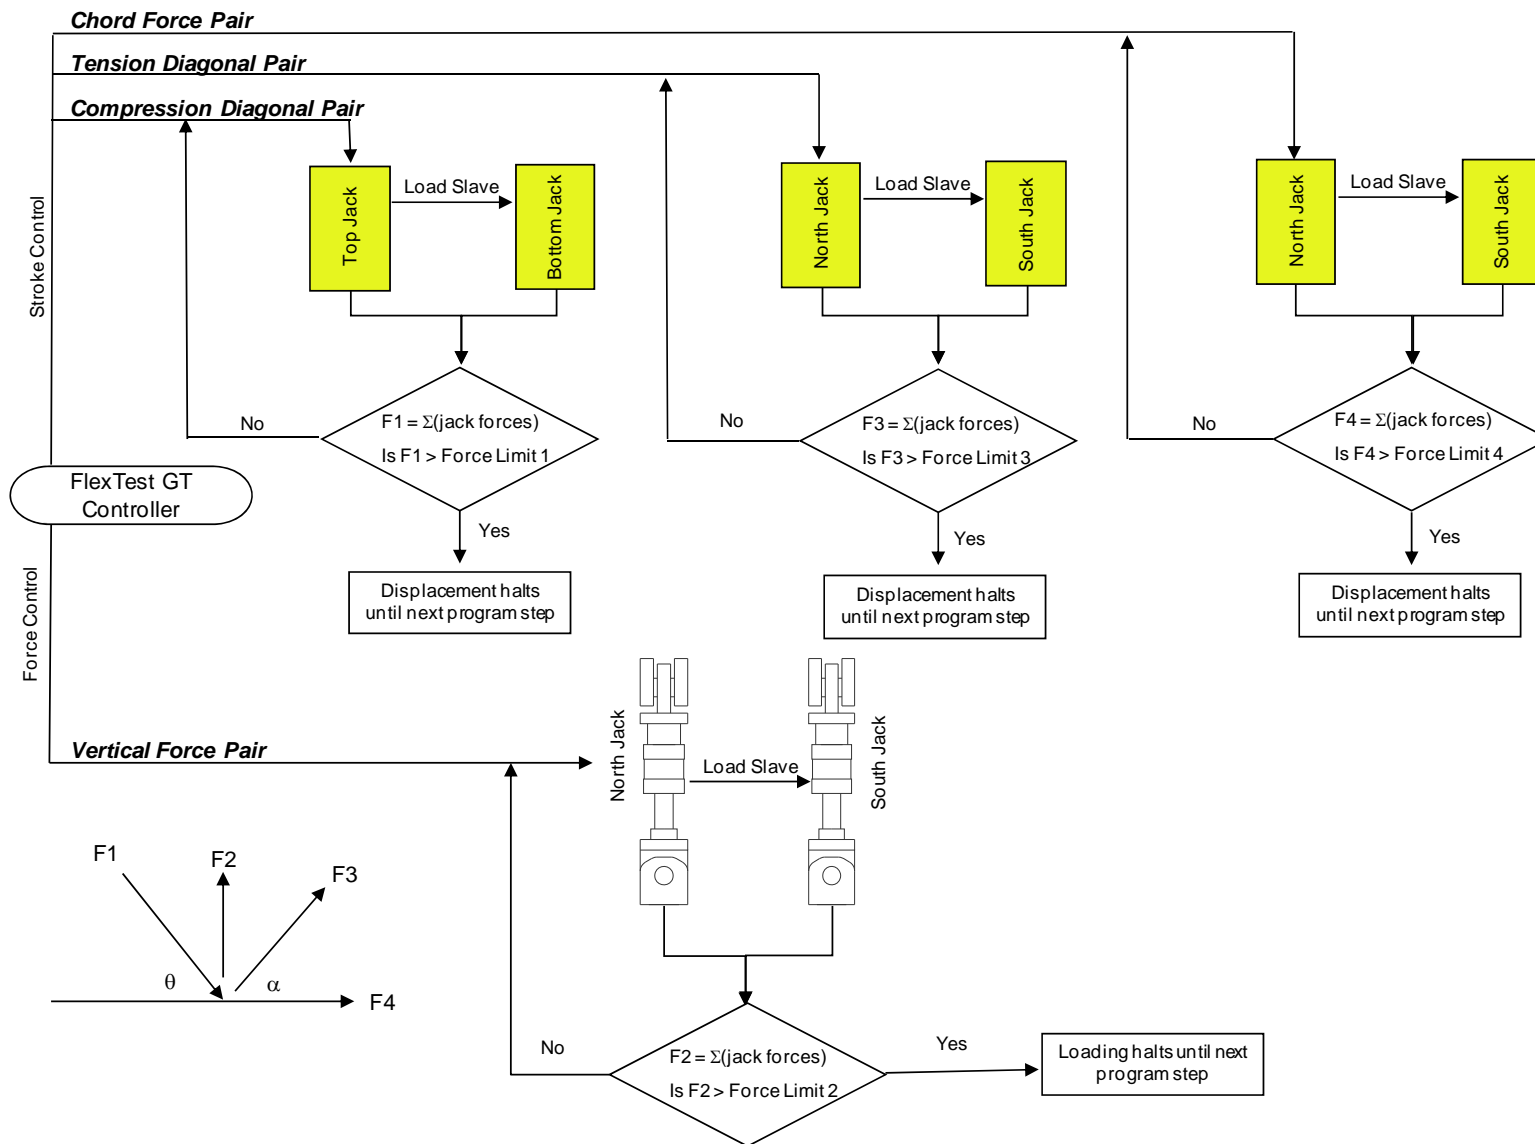 Chord Force Pair
Tension Diagonal Pair
Compression Diagonal Pair
Stroke Control
Top Jack
Load Slave
Bottom Jack
North Jack
Load Slave
South Jack
North Jack
Load Slave
South Jack
F1 = Σ(jack forces)
Is F1 > Force Limit 1
No
Yes
F3 = Σ(jack forces)
Is F3 > Force Limit 3
No
Yes
F4 = Σ(jack forces)
Is F4 > Force Limit 4
No
Yes
FlexTest GT
Controller
Displacement halts
until next program step
Displacement halts
until next program step
Displacement halts
until next program step
Force Control
Vertical Force Pair
North Jack
Load Slave
South Jack
F1
F2
F3
θ
α
F4
F2 = Σ(jack forces)
Is F2 > Force Limit 2
No
Yes
Loading halts until next
program step